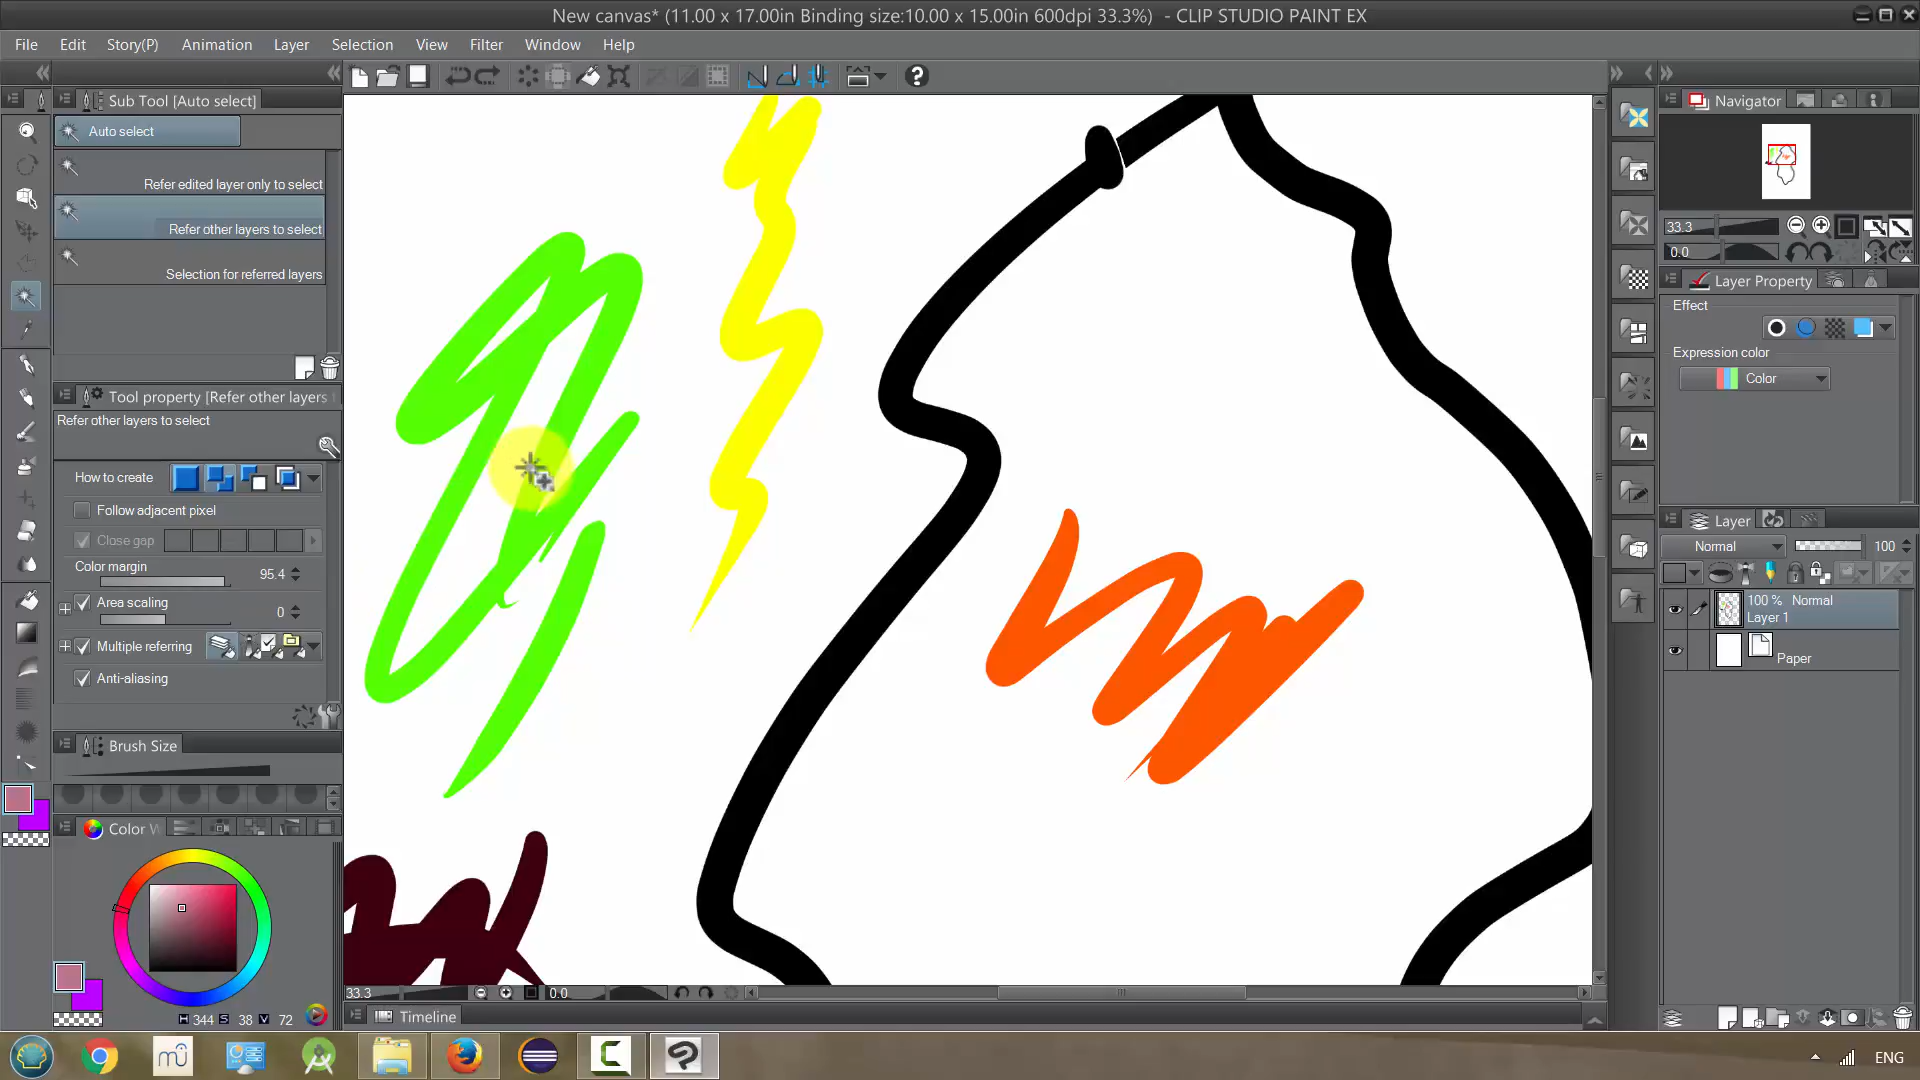 New canvas* (11.00 x 17.00in Binding size:10.00 x 15.00in 600dpi 33.3%) - CLIP STUDIO PAINT EX
File Edit Story(P) Animation Layer Selection View Filter Window Help
Sub Tool [Auto select]
Auto select
Refer edited layer only to select
Refer other layers to select
Selection for referred layers
Tool property [Refer other layers
Refer other layers to select
How to create
Follow adjacent pixel
Close gap
Color margin 95.4
Area scaling 0
Multiple referring
Anti-aliasing
Brush Size
Color W
H 344 S 38 V 72
33.3 0.0
Timeline
Navigator
33.3
0.0
Layer Property
Effect
Expression color
Color
Layer
Normal 100
100 % Normal
Layer 1
Paper
ENG